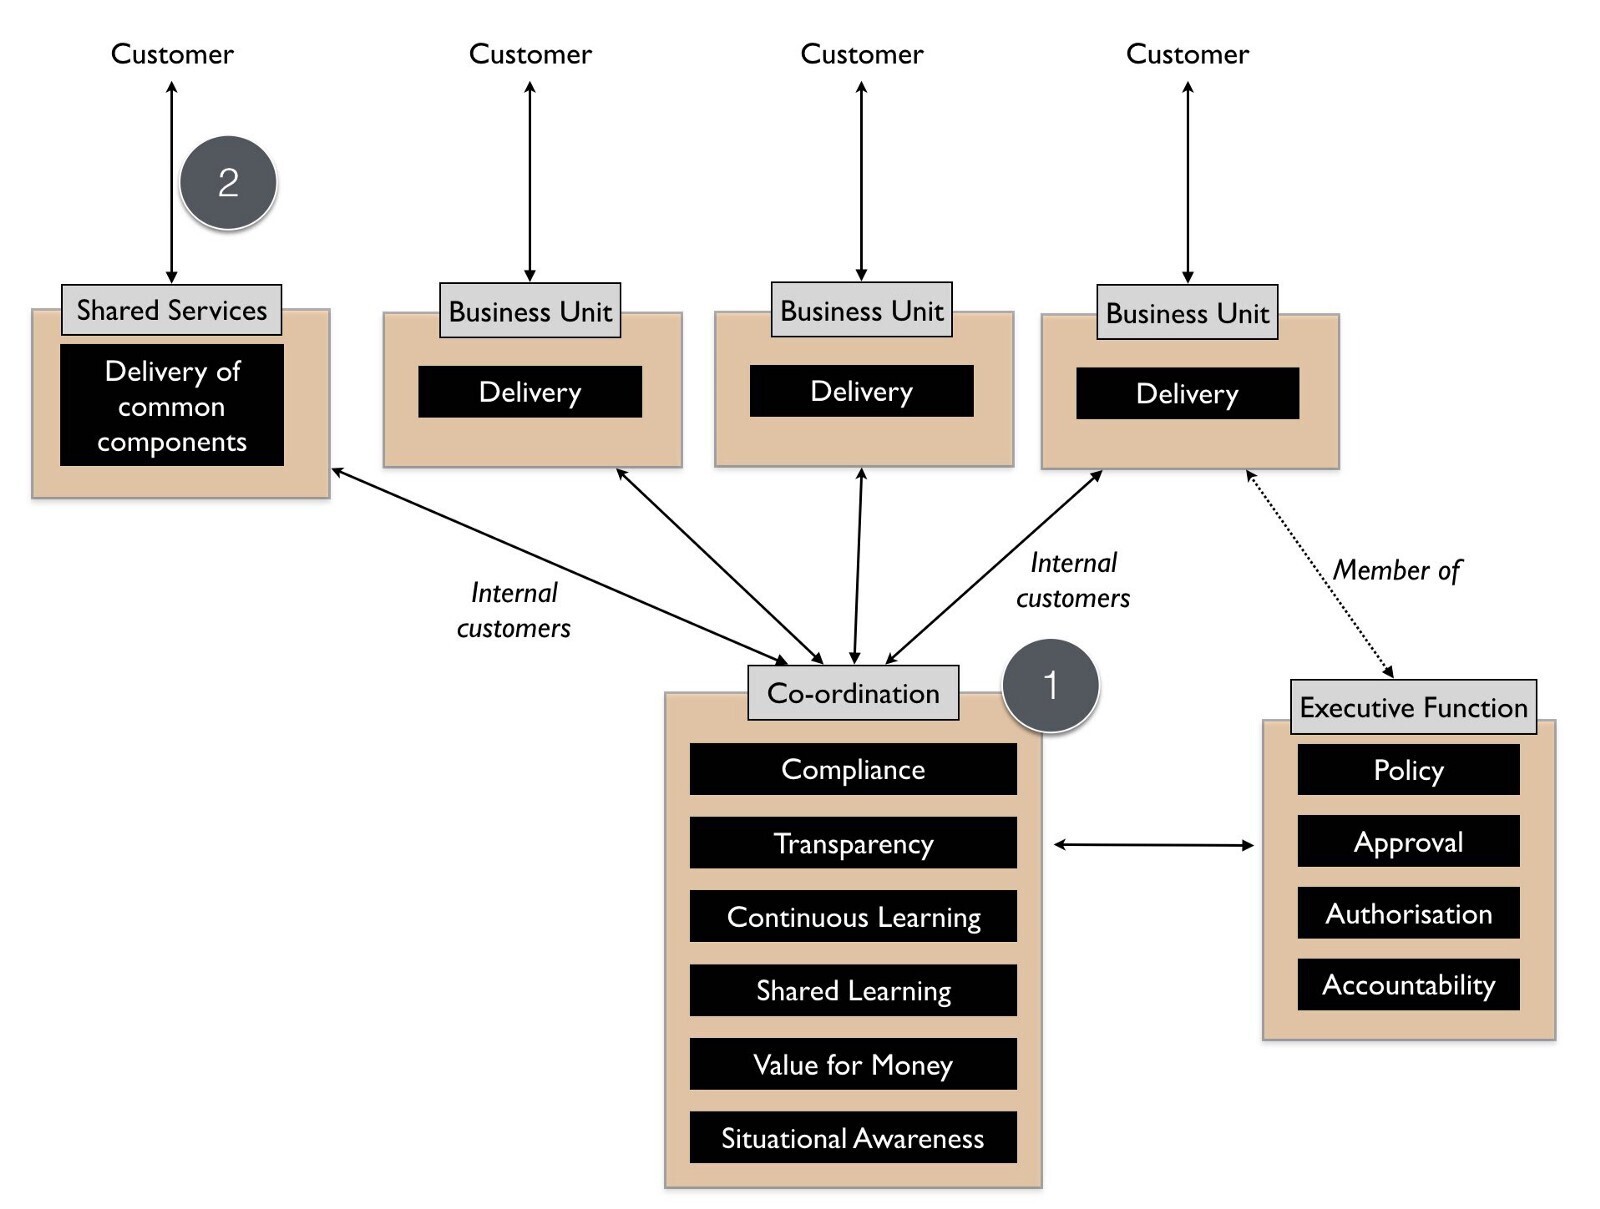 Customer
Customer
Customer
Customer
2
Shared Services
Delivery of
common
components
Business Unit
Delivery
Business Unit
Delivery
Business Unit
Delivery
Internal
customers
Internal
customers
Member of
1
Co-ordination
Compliance
Transparency
Continuous Learning
Shared Learning
Value for Money
Situational Awareness
Executive Function
Policy
Approval
Authorisation
Accountability